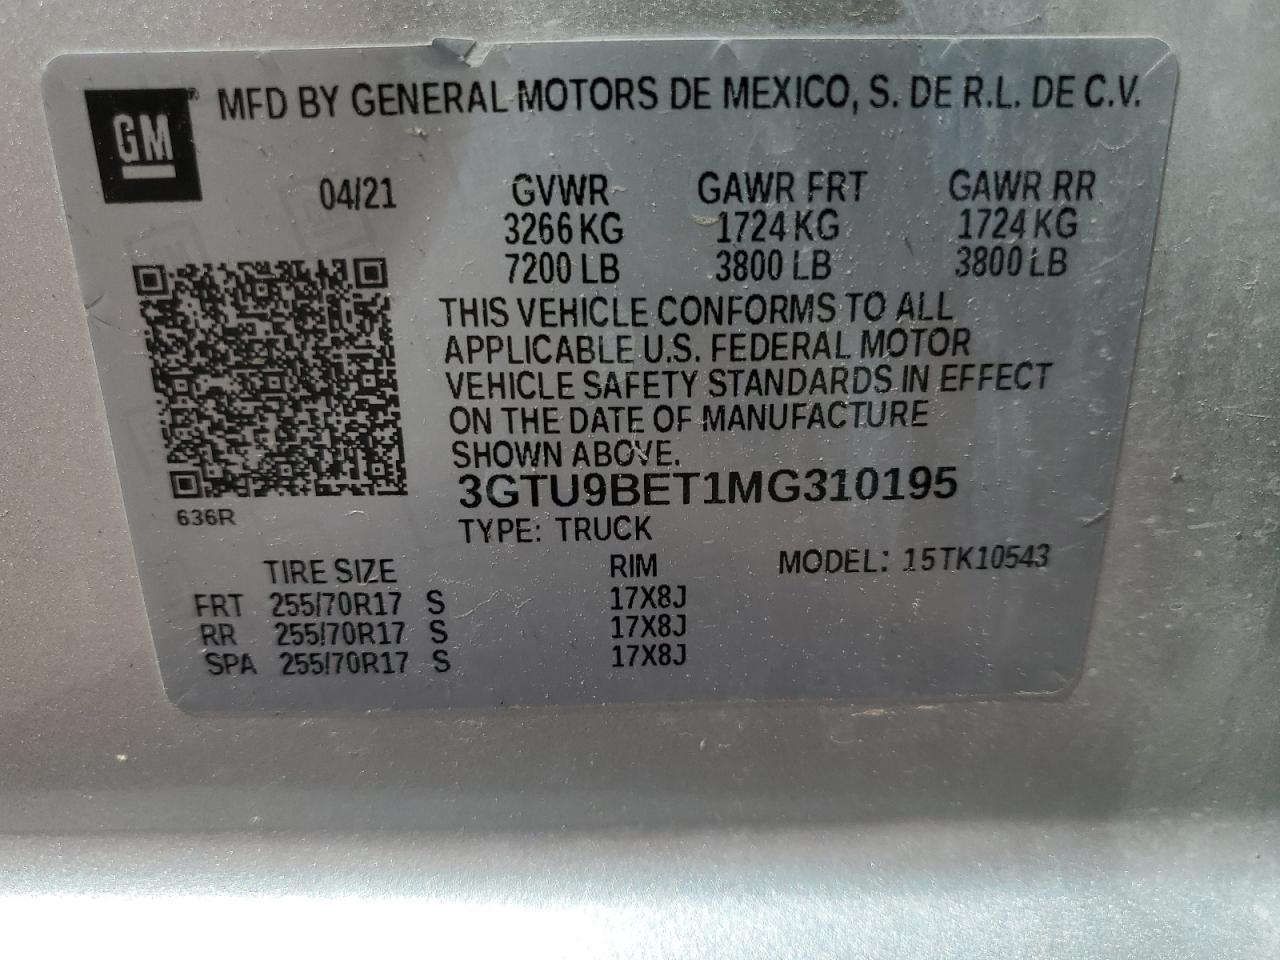 GM® MFD BY GENERAL MOTORS DE MEXICO, S. DE R.L. DE C.V.
04/21 GVWR GAWR FRT GAWR RR
3266 KG 1724 KG 1724 KG
7200 LB 3800 LB 3800 LB
THIS VEHICLE CONFORMS TO ALL
APPLICABLE U.S. FEDERAL MOTOR
VEHICLE SAFETY STANDARDS IN EFFECT
ON THE DATE OF MANUFACTURE
SHOWN ABOVE.
3GTU9BET1MG310195
636R
TYPE: TRUCK
TIRE SIZE RIM MODEL: 15TK10543
FRT 255/70R17 S 17X8J
RR 255/70R17 S 17X8J
SPA 255/70R17 S 17X8J